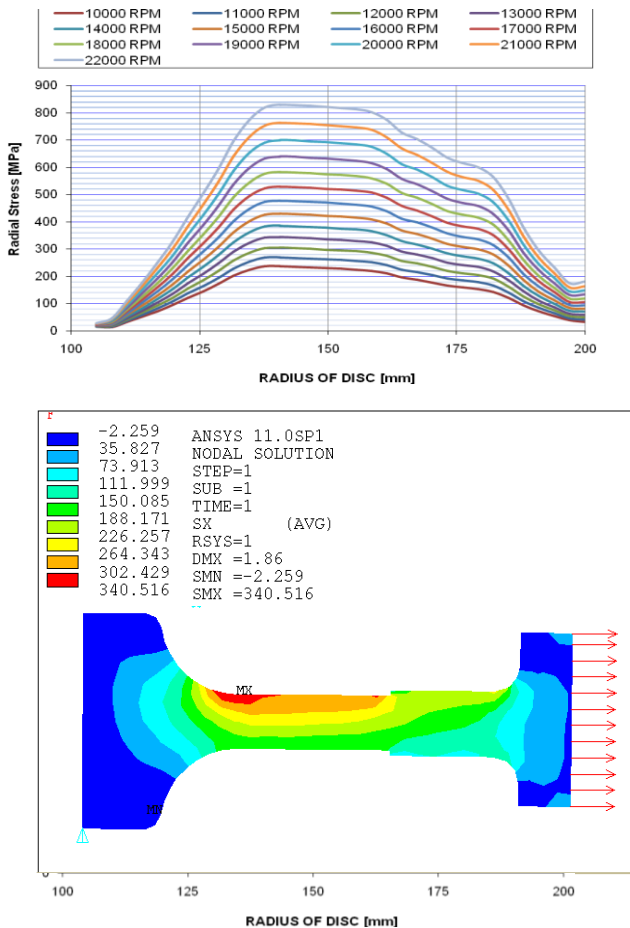 10000 RPM 11000 RPM 12000 RPM 13000 RPM
14000 RPM 15000 RPM 16000 RPM 17000 RPM
18000 RPM 19000 RPM 20000 RPM 21000 RPM
22000 RPM
900
800
700
600
500
400
300
200
100
0
Radial Stress [MPa]
100 125 150 175 200
RADIUS OF DISC [mm]
-2.259
35.827
73.913
111.999
150.085
188.171
226.257
264.343
302.429
340.516
ANSYS 11.0SP1
NODAL SOLUTION
STEP=1
SUB =1
TIME=1
SX (AVG)
RSYS=1
DMX =1.86
SMN =-2.259
SMX =340.516
MX
MN
100 125 150 175 200
RADIUS OF DISC [mm]